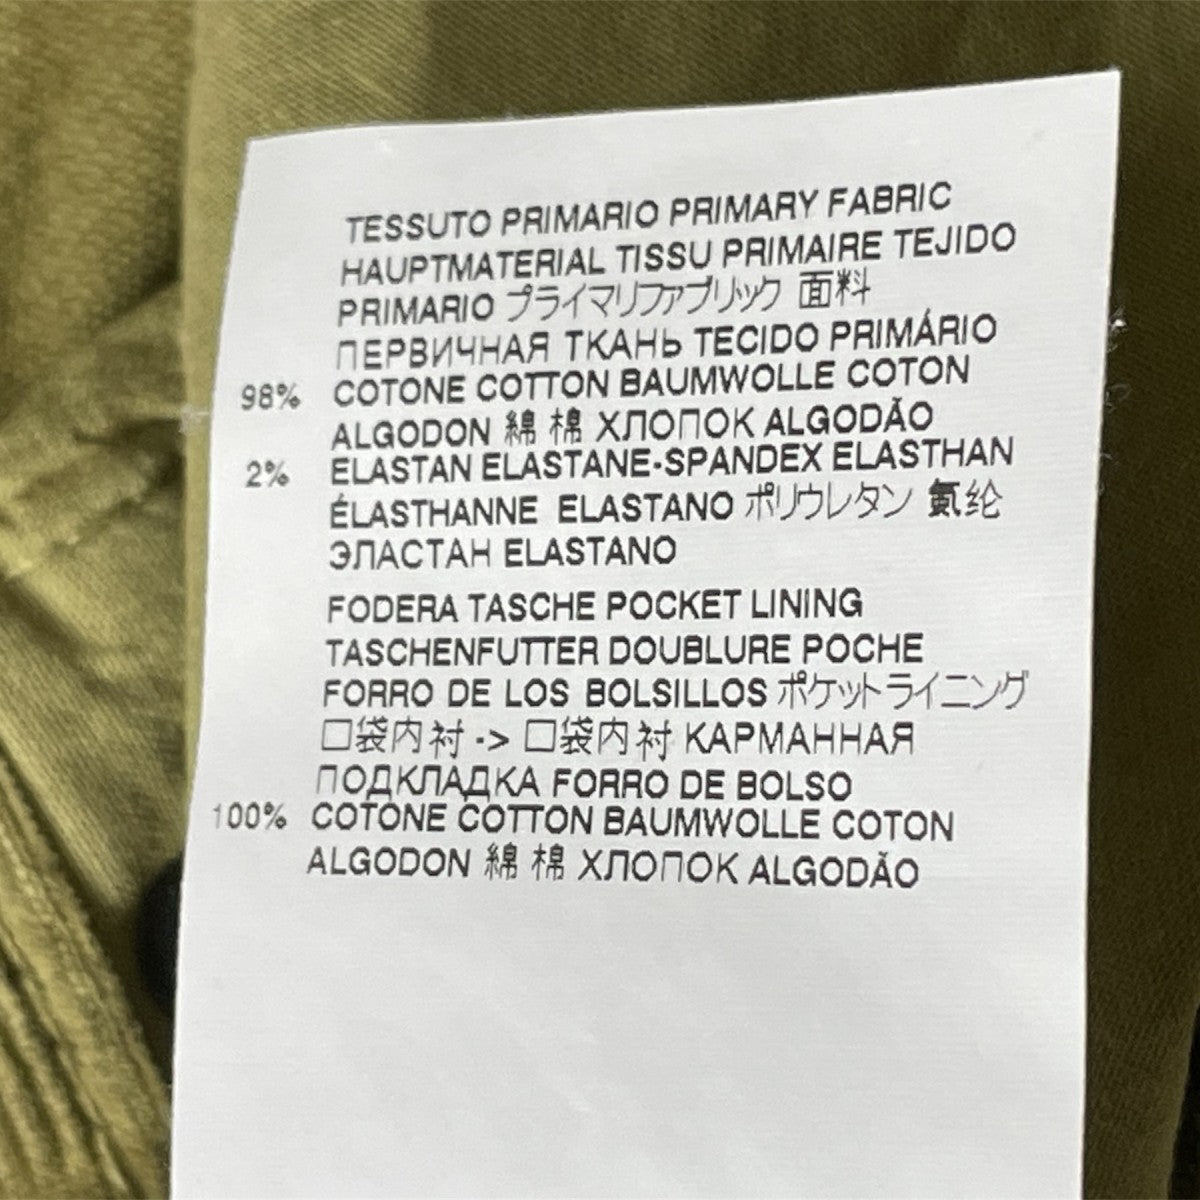 TESSUTO PRIMARIO PRIMARY FABRIC
HAUPTMATERIAL TISSU PRIMAIRE TEJIDO
PRIMARIO プライマリファブリック 面料
ПЕРВИЧНАЯ ТКАНЬ TECIDO PRIMÁRIO
98% COTONE COTTON BAUMWOLLE COTON
ALGODON 綿 棉 ХЛОПОК ALGODÃO
2% ELASTAN ELASTANE-SPANDEX ELASTHAN
ÉLASTHANNE ELASTANO ポリウレタン 氨纶
ЭЛАСТАН ELASTANO
FODERA TASCHE POCKET LINING
TASCHENFUTTER DOUBLURE POCHE
FORRO DE LOS BOLSILLOS ポケットライニング
口袋内衬 -> 口袋内衬 КАРМАННАЯ
ПОДКЛАДКА FORRO DE BOLSO
100% COTONE COTTON BAUMWOLLE COTON
ALGODON 綿 棉 ХЛОПОК ALGODÃO